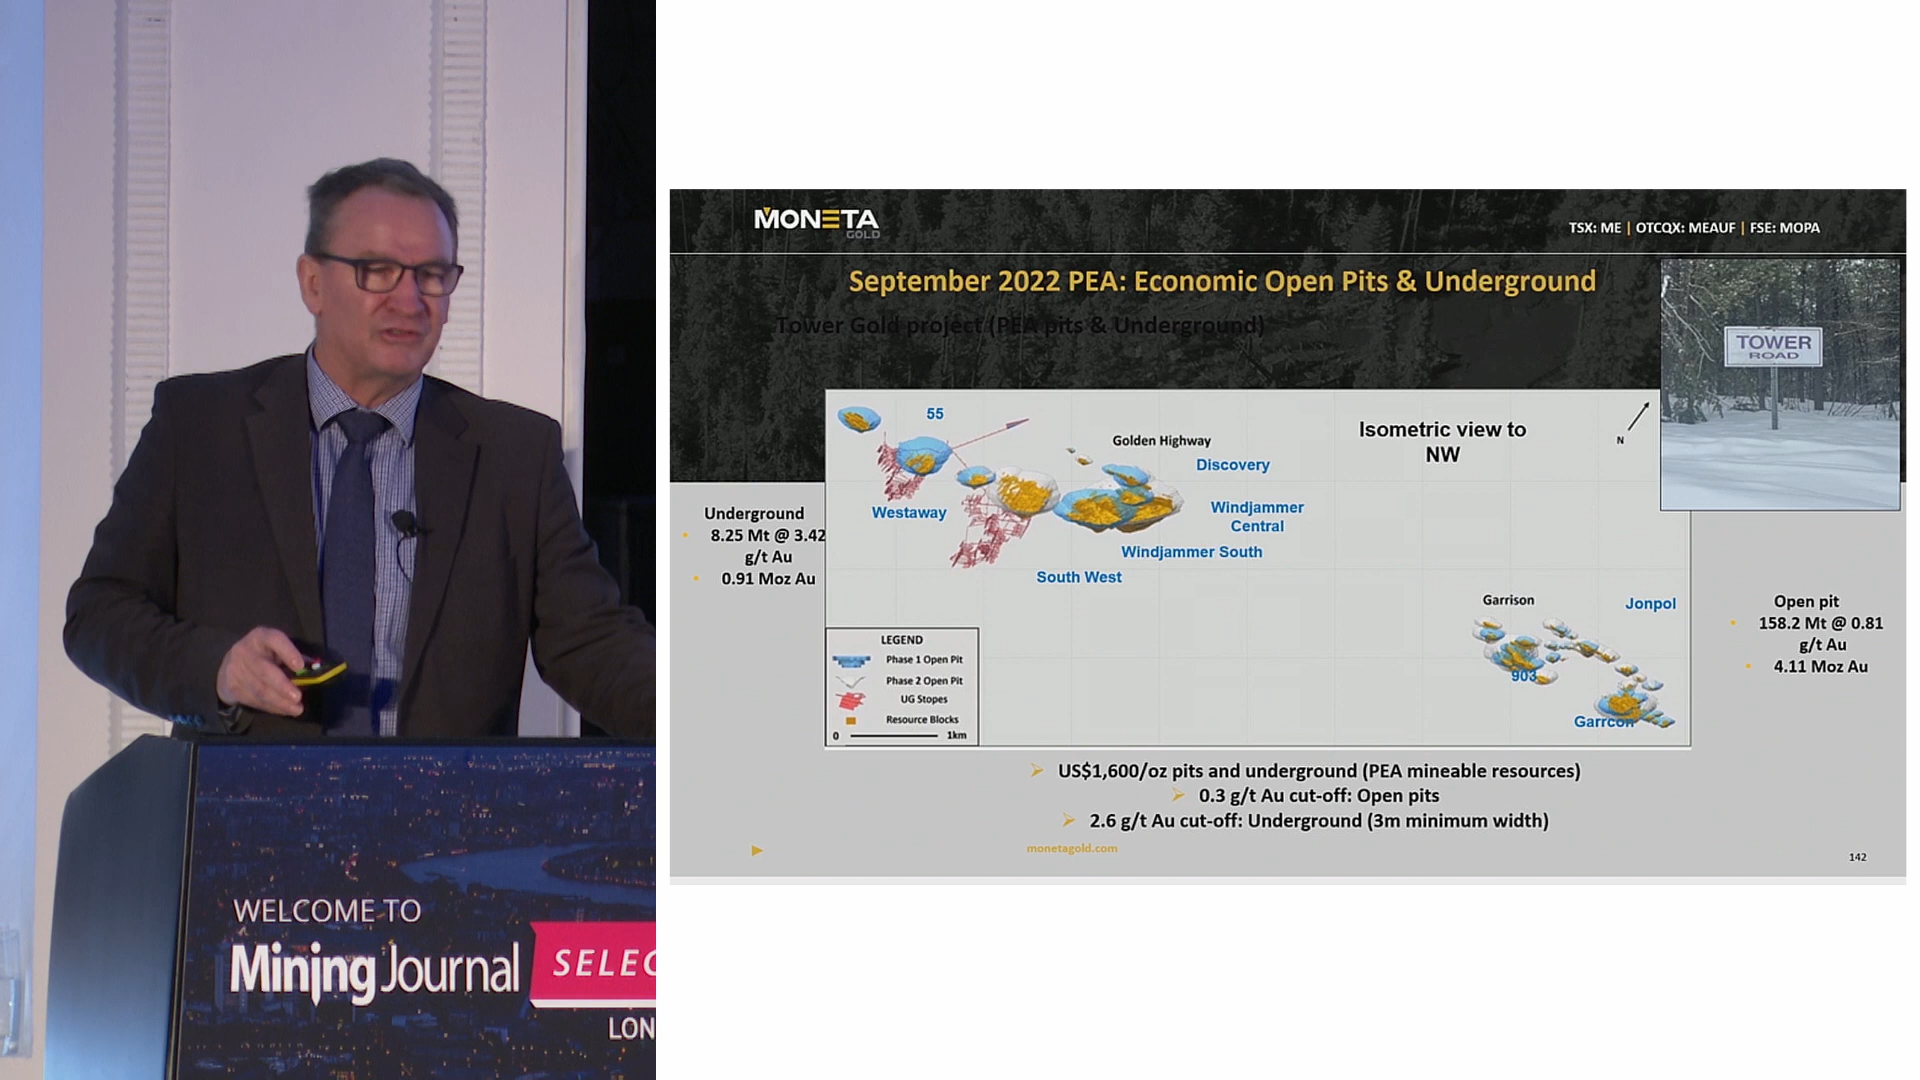 WELCOME TO
Mining Journal
SELEC
LON
MONETA
GOLD
TSX: ME | OTCQX: MEAUF | FSE: MOPA
September 2022 PEA: Economic Open Pits & Underground
Tower Gold project (PEA pits & Underground)
TOWER
ROAD
55
Golden Highway
Discovery
Isometric view to
NW
N
Westaway
Windjammer
Central
Windjammer South
South West
Garrison
Jonpol
903
Garrcon
LEGEND
Phase 1 Open Pit
Phase 2 Open Pit
UG Stopes
Resource Blocks
0 1km
Underground
• 8.25 Mt @ 3.42
g/t Au
• 0.91 Moz Au
Open pit
• 158.2 Mt @ 0.81
g/t Au
• 4.11 Moz Au
➢ US$1,600/oz pits and underground (PEA mineable resources)
➢ 0.3 g/t Au cut-off: Open pits
➢ 2.6 g/t Au cut-off: Underground (3m minimum width)
monetagold.com
142